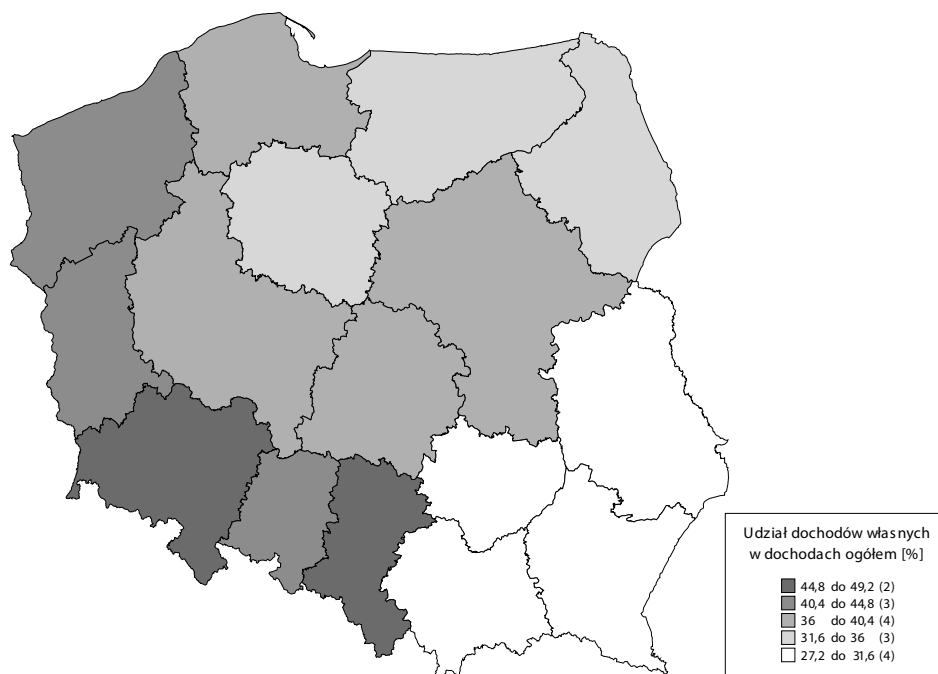 Udział dochodów własnych
w dochodach ogółem [%]
44,8 do 49,2 (2)
40,4 do 44,8 (3)
36 do 40,4 (4)
31,6 do 36 (3)
27,2 do 31,6 (4)